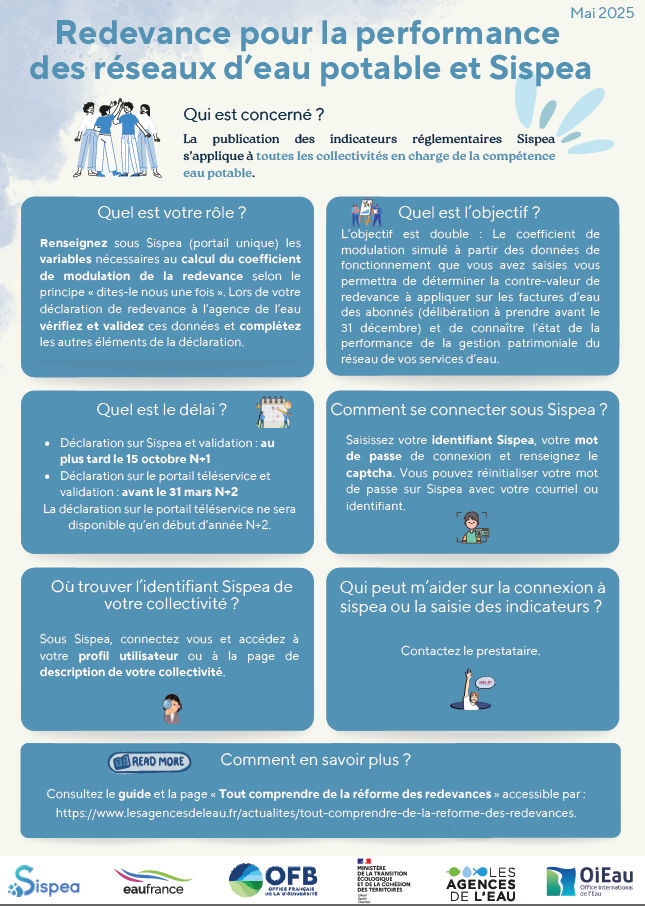 Mai 2025
Redevance pour la performance
des réseaux d'eau potable et Sispea
Qui est concerné ?
La publication des indicateurs réglementaires Sispea
s'applique à toutes les collectivités en charge de la compétence
eau potable.
Quel est votre rôle ?
Renseignez sous Sispea (portail unique) les
variables nécessaires au calcul du coefficient
de modulation de la redevance selon le
principe « dites-le nous une fois ». Lors de votre
déclaration de redevance à l'agence de l'eau
vérifiez et validez ces données et complétez
les autres éléments de la déclaration.
Quel est l'objectif ?
L'objectif est double : Le coefficient de
modulation simulé à partir des données de
fonctionnement que vous avez saisies vous
permettra de déterminer la contre-valeur de
redevance à appliquer sur les factures d'eau
des abonnés (délibération à prendre avant le
31 décembre) et de connaître l'état de la
performance de la gestion patrimoniale du
réseau de vos services d'eau.
Quel est le délai ?
• Déclaration sur Sispea et validation : au
plus tard le 15 octobre N+1
• Déclaration sur le portail téléservice et
validation : avant le 31 mars N+2
La déclaration sur le portail téléservice ne sera
disponible qu'en début d'année N+2.
Comment se connecter sous Sispea ?
Saisissez votre identifiant Sispea, votre mot
de passe de connexion et renseignez le
captcha. Vous pouvez réinitialiser votre mot
de passe sur Sispea avec votre courriel ou
identifiant.
Où trouver l'identifiant Sispea de
votre collectivité ?
Sous Sispea, connectez vous et accédez à
votre profil utilisateur ou à la page de
description de votre collectivité.
Qui peut m'aider sur la connexion à
sispea ou la saisie des indicateurs ?
Contactez le prestataire.
HELP!
READ MORE
Comment en savoir plus ?
Consultez le guide et la page « Tout comprendre de la réforme des redevances » accessible par :
https://www.lesagencesdeleau.fr/actualites/tout-comprendre-de-la-reforme-des-redevances.
Sispea
eaufrance
OFB
OFFICE FRANÇAIS
DE LA BIODIVERSITÉ
MINISTÈRE
DE LA TRANSITION
ÉCOLOGIQUE
ET DE LA COHÉSION
DES TERRITOIRES
LES
AGENCES
DE L'EAU
OiEau
Office International
de l'Eau